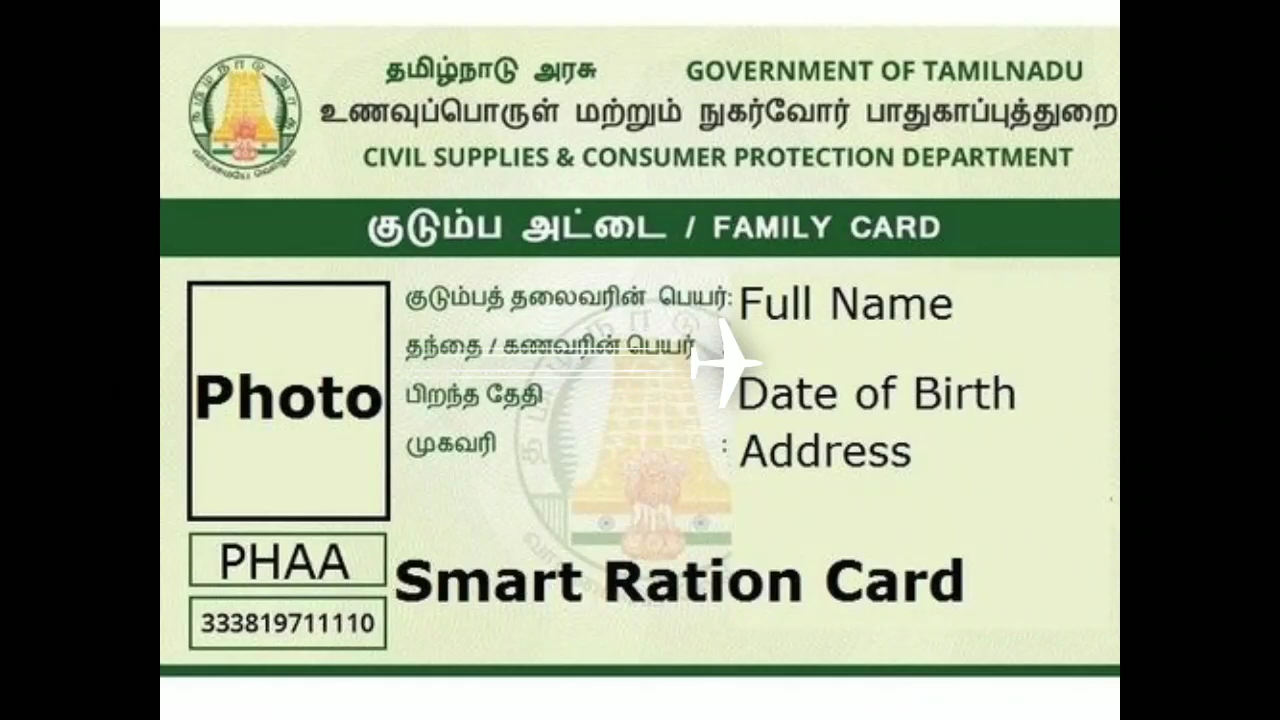 தமிழ்நாடு அரசு GOVERNMENT OF TAMILNADU
உணவுப்பொருள் மற்றும் நுகர்வோர் பாதுகாப்புத்துறை
CIVIL SUPPLIES & CONSUMER PROTECTION DEPARTMENT
குடும்ப அட்டை / FAMILY CARD
குடும்பத் தலைவரின் பெயர்: Full Name
தந்தை / கணவரின் பெயர் :
Photo
பிறந்த தேதி Date of Birth
முகவரி : Address
PHAA
Smart Ration Card
333819711110